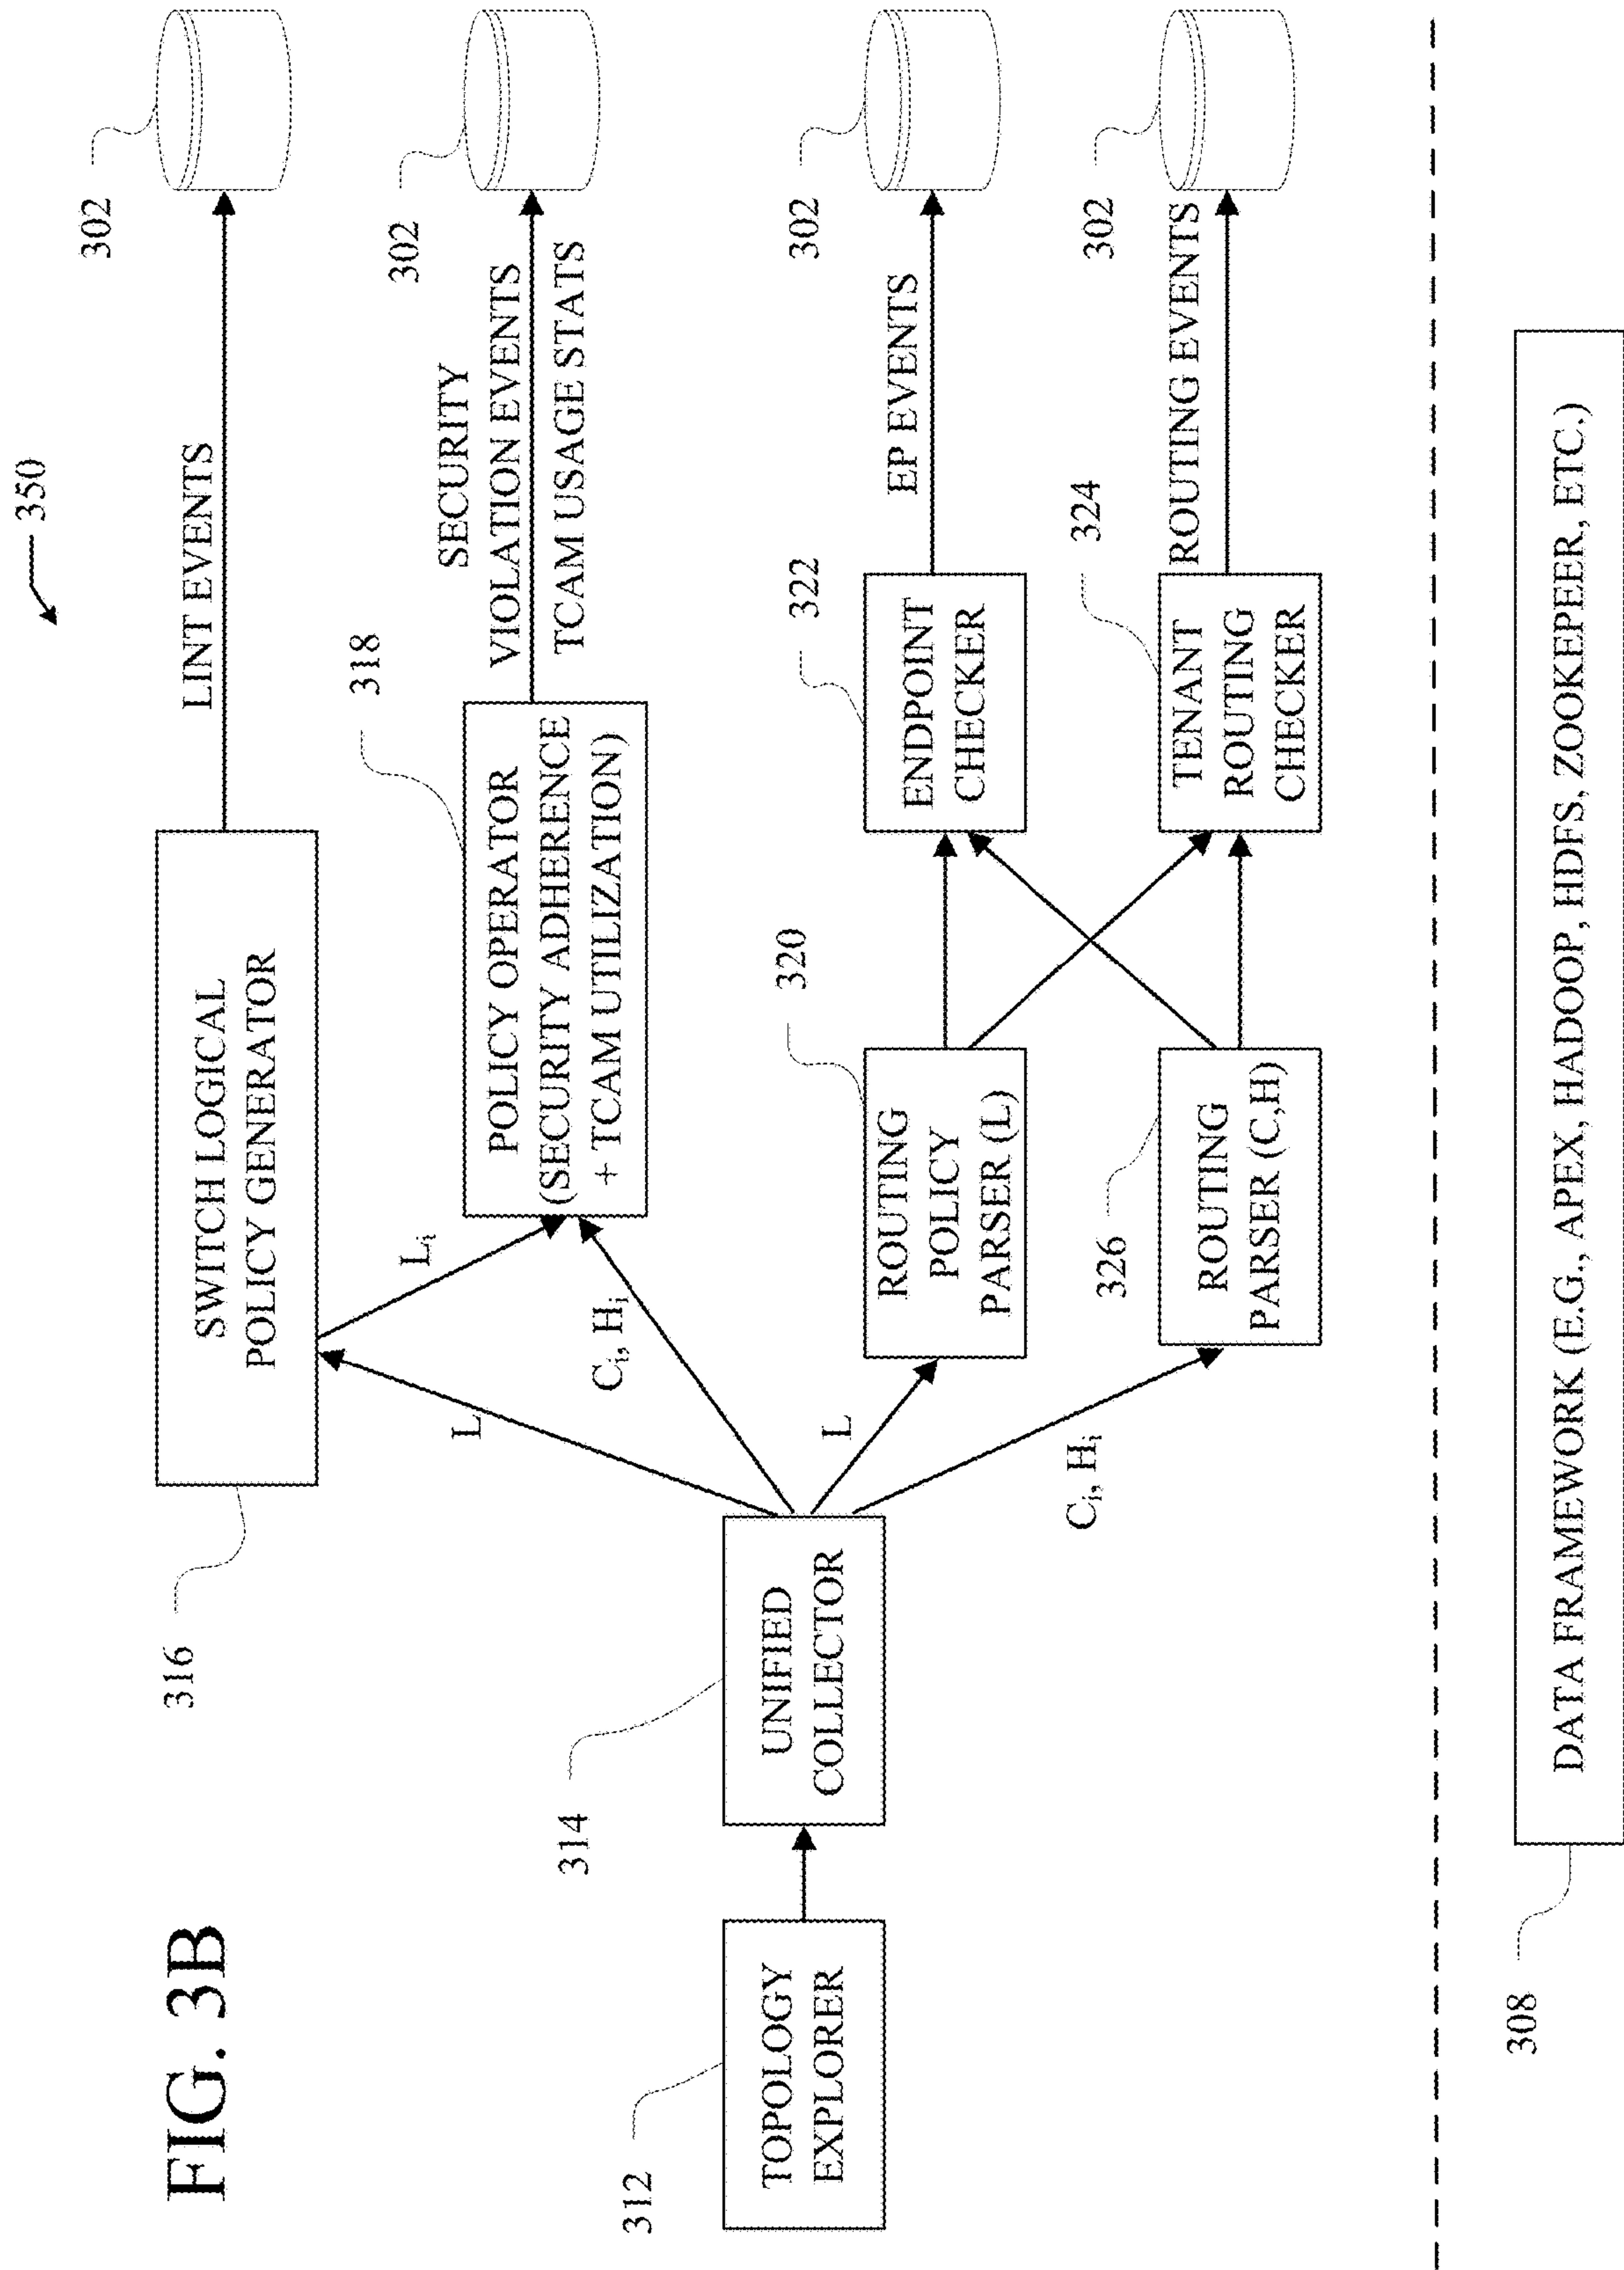 FIG. 3B
350
316
SWITCH LOGICAL
POLICY GENERATOR
LINT EVENTS
302
L
Li
Ci, Hi
318
POLICY OPERATOR
(SECURITY ADHERENCE
+ TCAM UTILIZATION)
SECURITY
VIOLATION EVENTS
TCAM USAGE STATS
302
312
TOPOLOGY
EXPLORER
314
UNIFIED
COLLECTOR
L
Ci, Hi
320
ROUTING
POLICY
PARSER (L)
322
ENDPOINT
CHECKER
EP EVENTS
302
326
ROUTING
PARSER (C,H)
324
TENANT
ROUTING
CHECKER
ROUTING EVENTS
302
308
DATA FRAMEWORK (E.G., APEX, HADOOP, HDFS, ZOOKEPEER, ETC.)